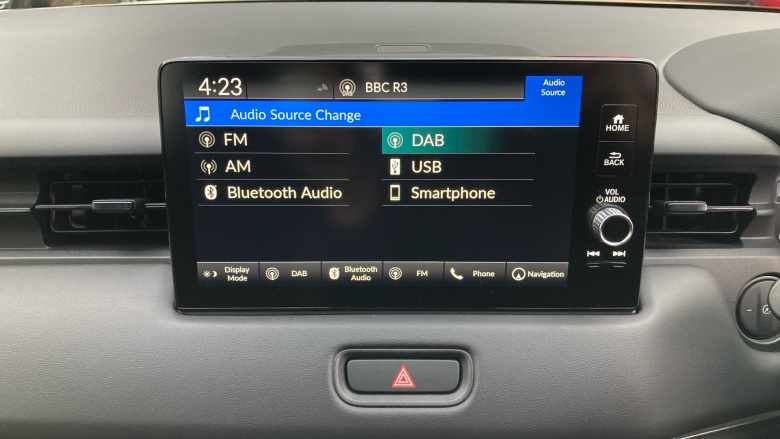 4:23
DAB
BBC R3
Audio
Source
Audio Source Change
FM
DAB
AM
USB
Bluetooth Audio
Smartphone
Display
Mode
DAB
Bluetooth
Audio
FM
Phone
Navigation
HOME
BACK
VOL
AUDIO